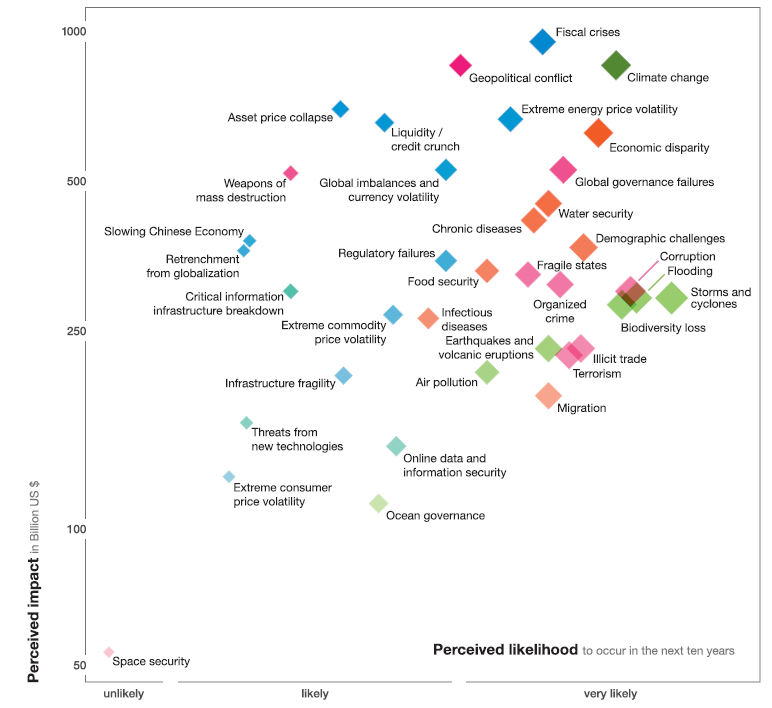 1000
Fiscal crises
Geopolitical conflict
Climate change
Asset price collapse
Extreme energy price volatility
Liquidity /
credit crunch
Economic disparity
500
Weapons of
mass destruction
Global imbalances and
currency volatility
Global governance failures
Water security
Chronic diseases
Slowing Chinese Economy
Demographic challenges
Retrenchment
from globalization
Regulatory failures
Corruption
Fragile states
Flooding
Food security
Critical information
infrastructure breakdown
Organized
crime
Storms and
cyclones
250
Extreme commodity
price volatility
Infectious
diseases
Biodiversity loss
Earthquakes and
volcanic eruptions
Illicit trade
Terrorism
Infrastructure fragility
Air pollution
Migration
Threats from
new technologies
Online data and
information security
Extreme consumer
price volatility
Ocean governance
100
Perceived impact in Billion US $
Perceived likelihood to occur in the next ten years
50
Space security
unlikely
likely
very likely